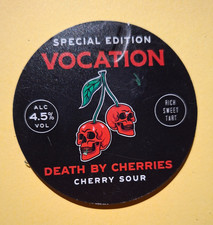 SPECIAL EDITION
VOCATION
ALC
4.5%
VOL
RICH
SWEET
TART
DEATH BY CHERRIES
CHERRY SOUR